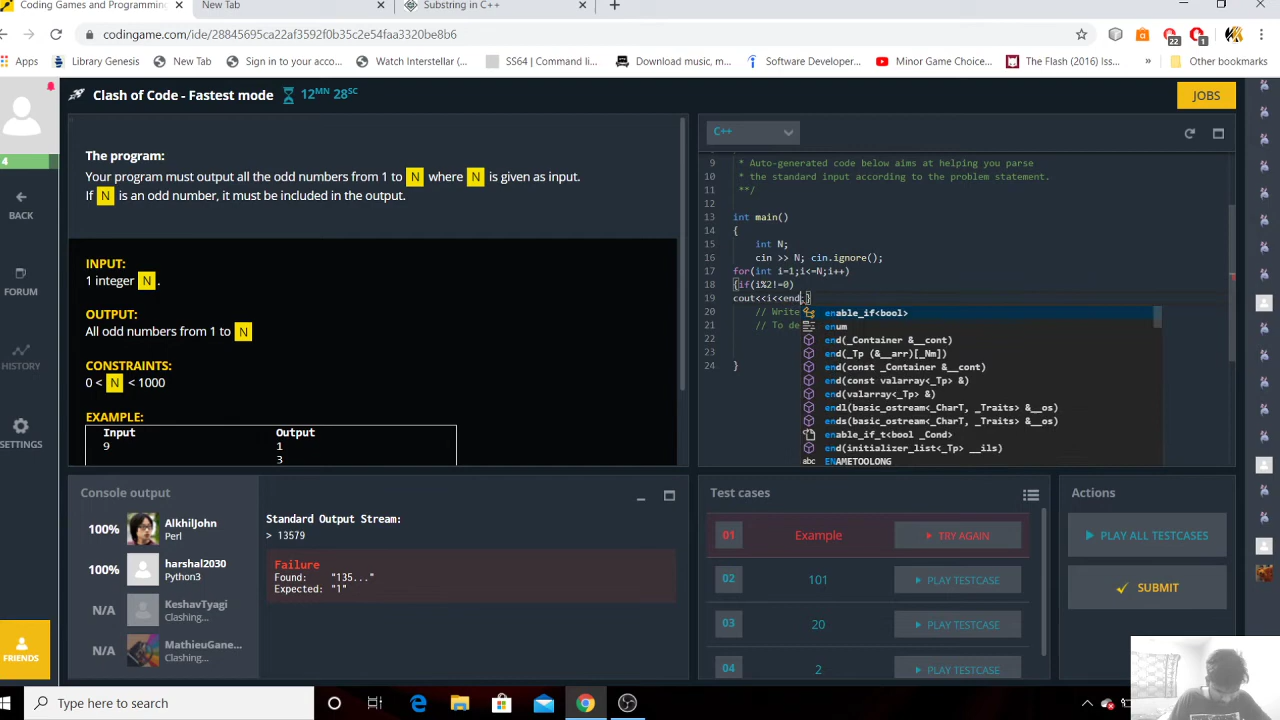 Coding Games and Programming
New Tab
Substring in C++
codingame.com/ide/28845695ca22af3592f0b35c2e54faa3320be8b6
22
1
Apps
Library Genesis
New Tab
Sign in to your acco...
Watch Interstellar (...
SS64 | Command li...
Download music, m...
Software Developer...
Minor Game Choice...
The Flash (2016) Iss...
»
Other bookmarks
Clash of Code - Fastest mode
12MN 28SC
JOBS
4
BACK
FORUM
HISTORY
SETTINGS
FRIENDS
The program:
Your program must output all the odd numbers from 1 to N where N is given as input.
If N is an odd number, it must be included in the output.
INPUT:
1 integer N .
OUTPUT:
All odd numbers from 1 to N
CONSTRAINTS:
0 < N < 1000
EXAMPLE:
Input Output
9 1
3
C++
9 * Auto-generated code below aims at helping you parse
10 * the standard input according to the problem statement.
11 **/
12
13 int main()
14 {
15 int N;
16 cin >> N; cin.ignore();
17 for(int i=1;i<=N;i++)
18 {if(i%2!=0)
19 cout<<i<<end;}
20 // Write
21 // To de
22
23
24 }
enable_if<bool>
enum
end(_Container &__cont)
end(_Tp (&__arr)[_Nm])
end(const _Container &__cont)
end(const valarray<_Tp> &)
end(valarray<_Tp> &)
endl(basic_ostream<_CharT, _Traits> &__os)
ends(basic_ostream<_CharT, _Traits> &__os)
enable_if_t<bool _Cond>
end(initializer_list<_Tp> __ils)
abc ENAMETOOLONG
Console output
100% AlkhilJohn
Perl
100% harshal2030
Python3
N/A KeshavTyagi
Clashing...
N/A MathieuGane...
Clashing...
Standard Output Stream:
> 13579
Failure
Found: "135..."
Expected: "1"
Test cases
01 Example TRY AGAIN
02 101 PLAY TESTCASE
03 20 PLAY TESTCASE
04 2 PLAY TESTCASE
Actions
PLAY ALL TESTCASES
SUBMIT
Type here to search